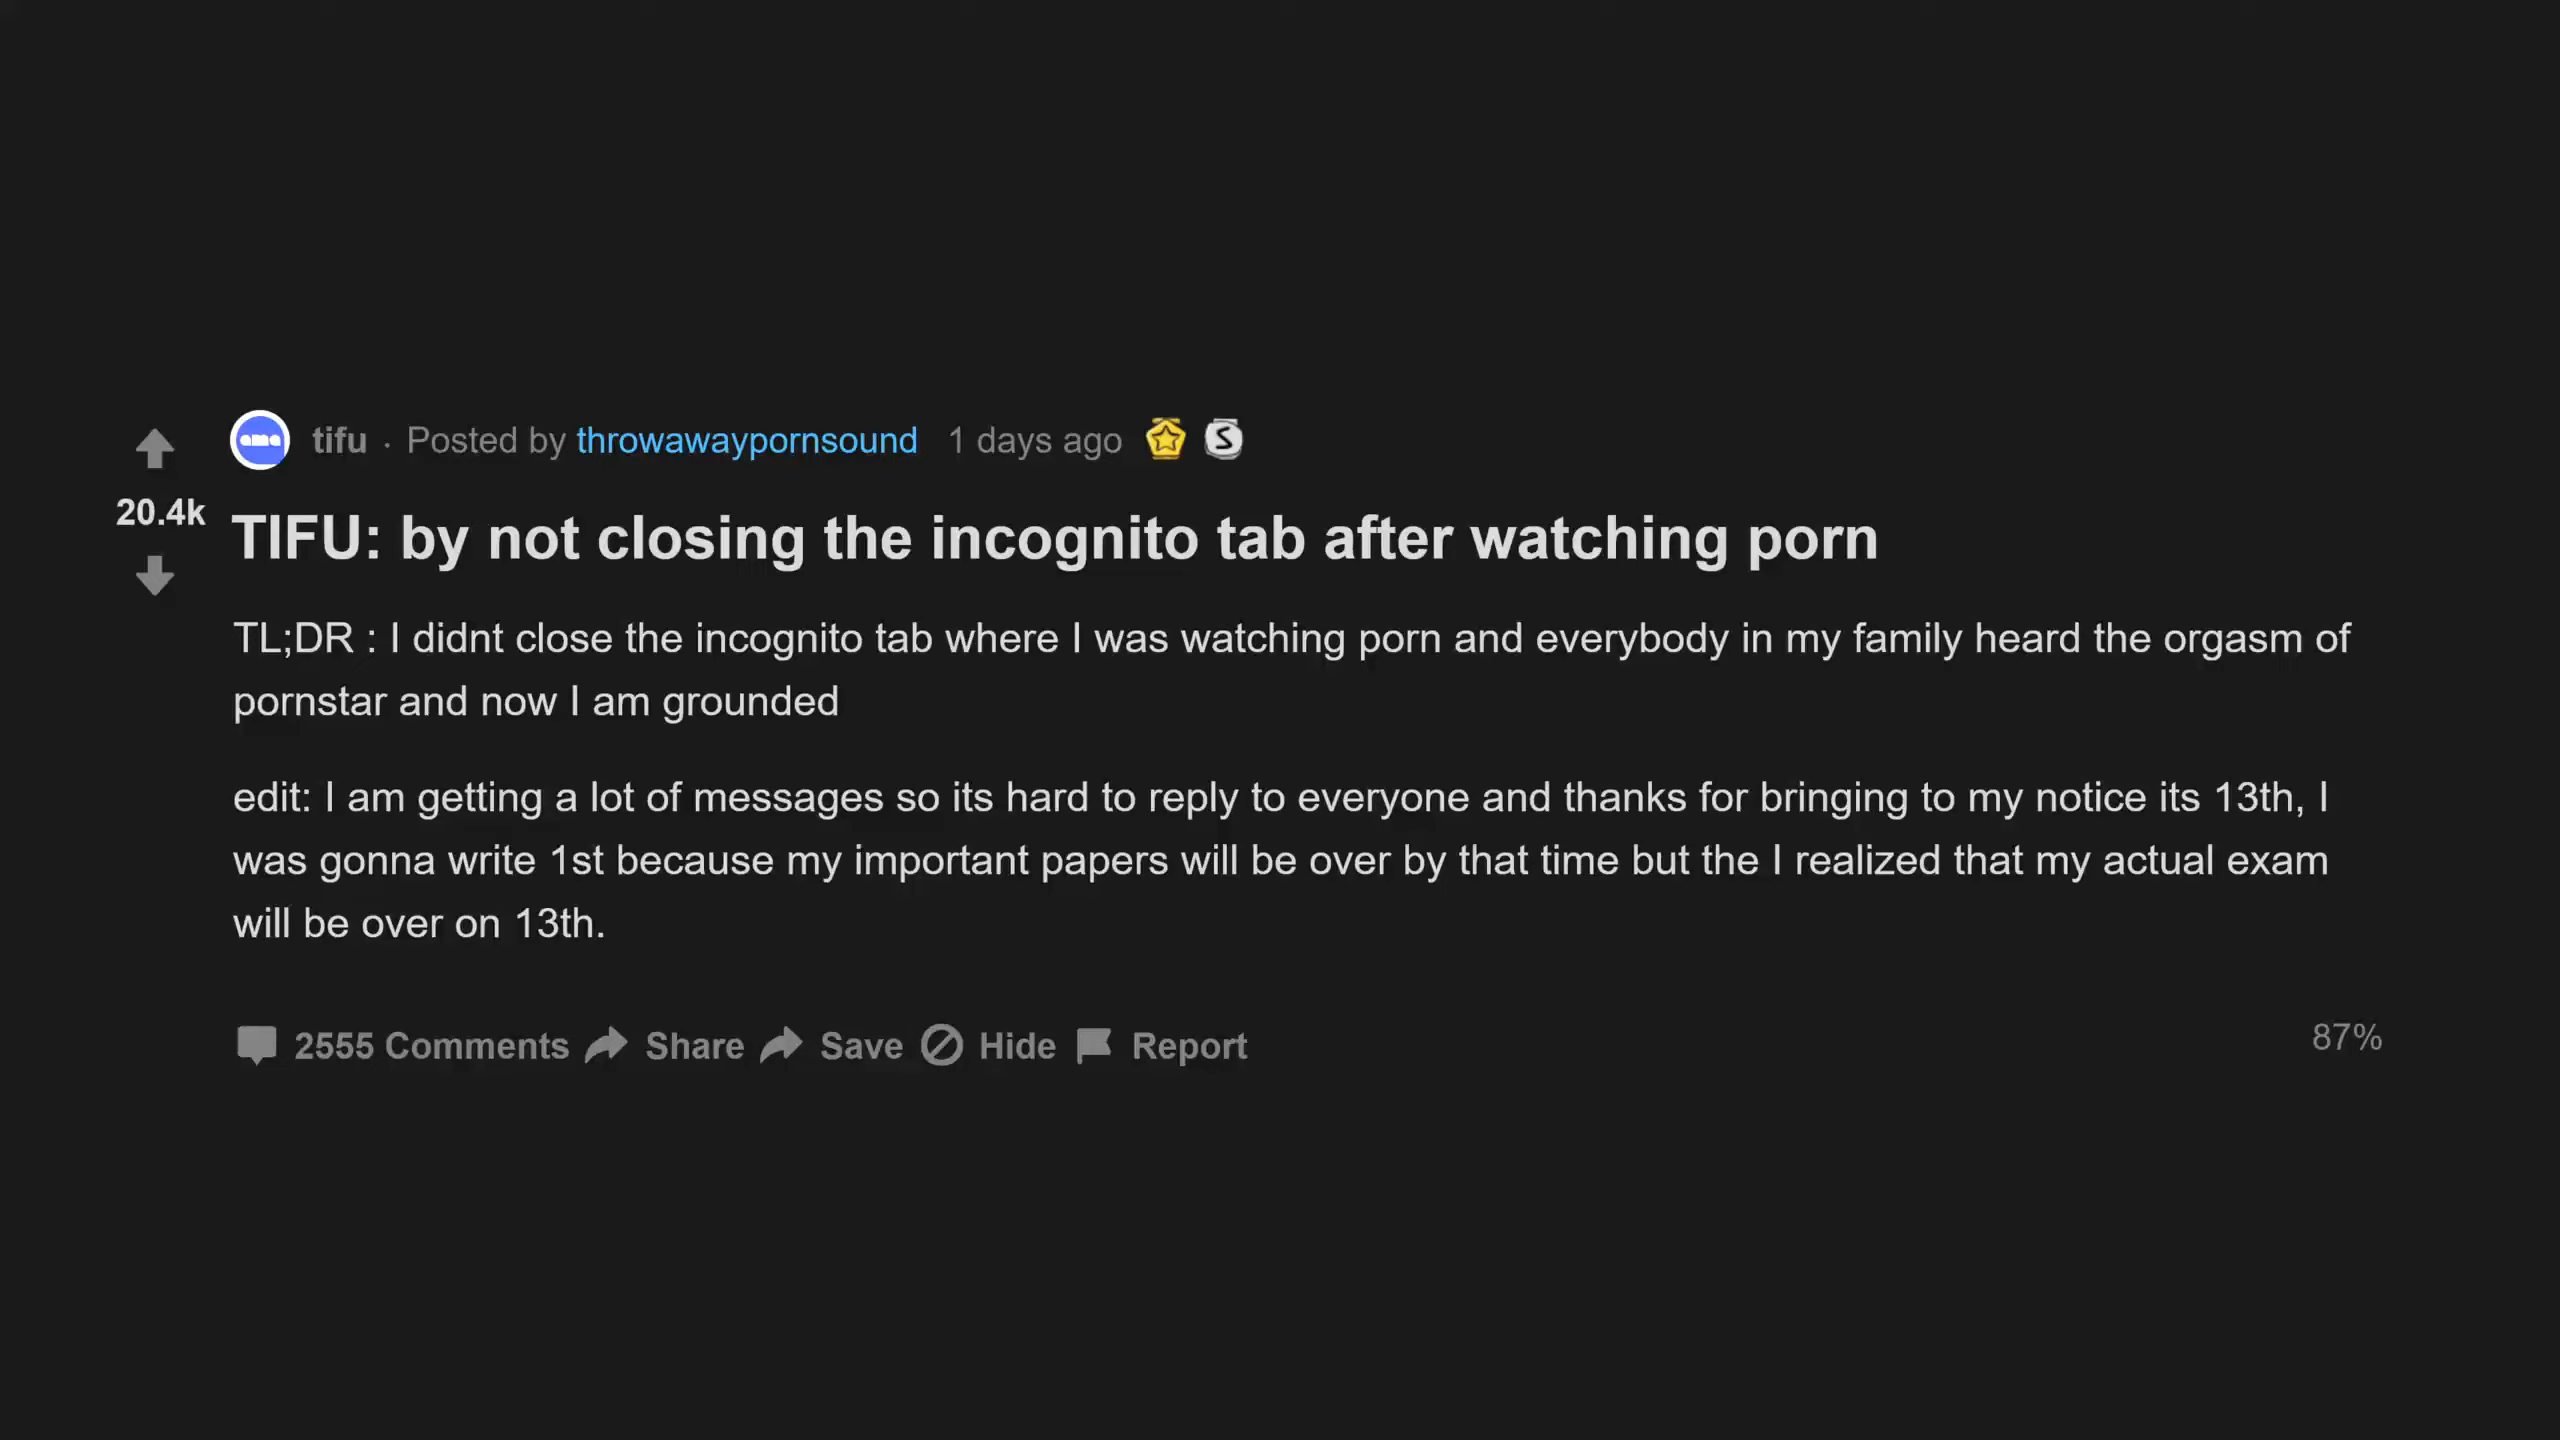 tifu · Posted by throwawaypornsound 1 days ago
20.4k
TIFU: by not closing the incognito tab after watching porn
TL;DR : I didnt close the incognito tab where I was watching porn and everybody in my family heard the orgasm of
pornstar and now I am grounded
edit: I am getting a lot of messages so its hard to reply to everyone and thanks for bringing to my notice its 13th, I
was gonna write 1st because my important papers will be over by that time but the I realized that my actual exam
will be over on 13th.
2555 Comments Share Save Hide Report 87%